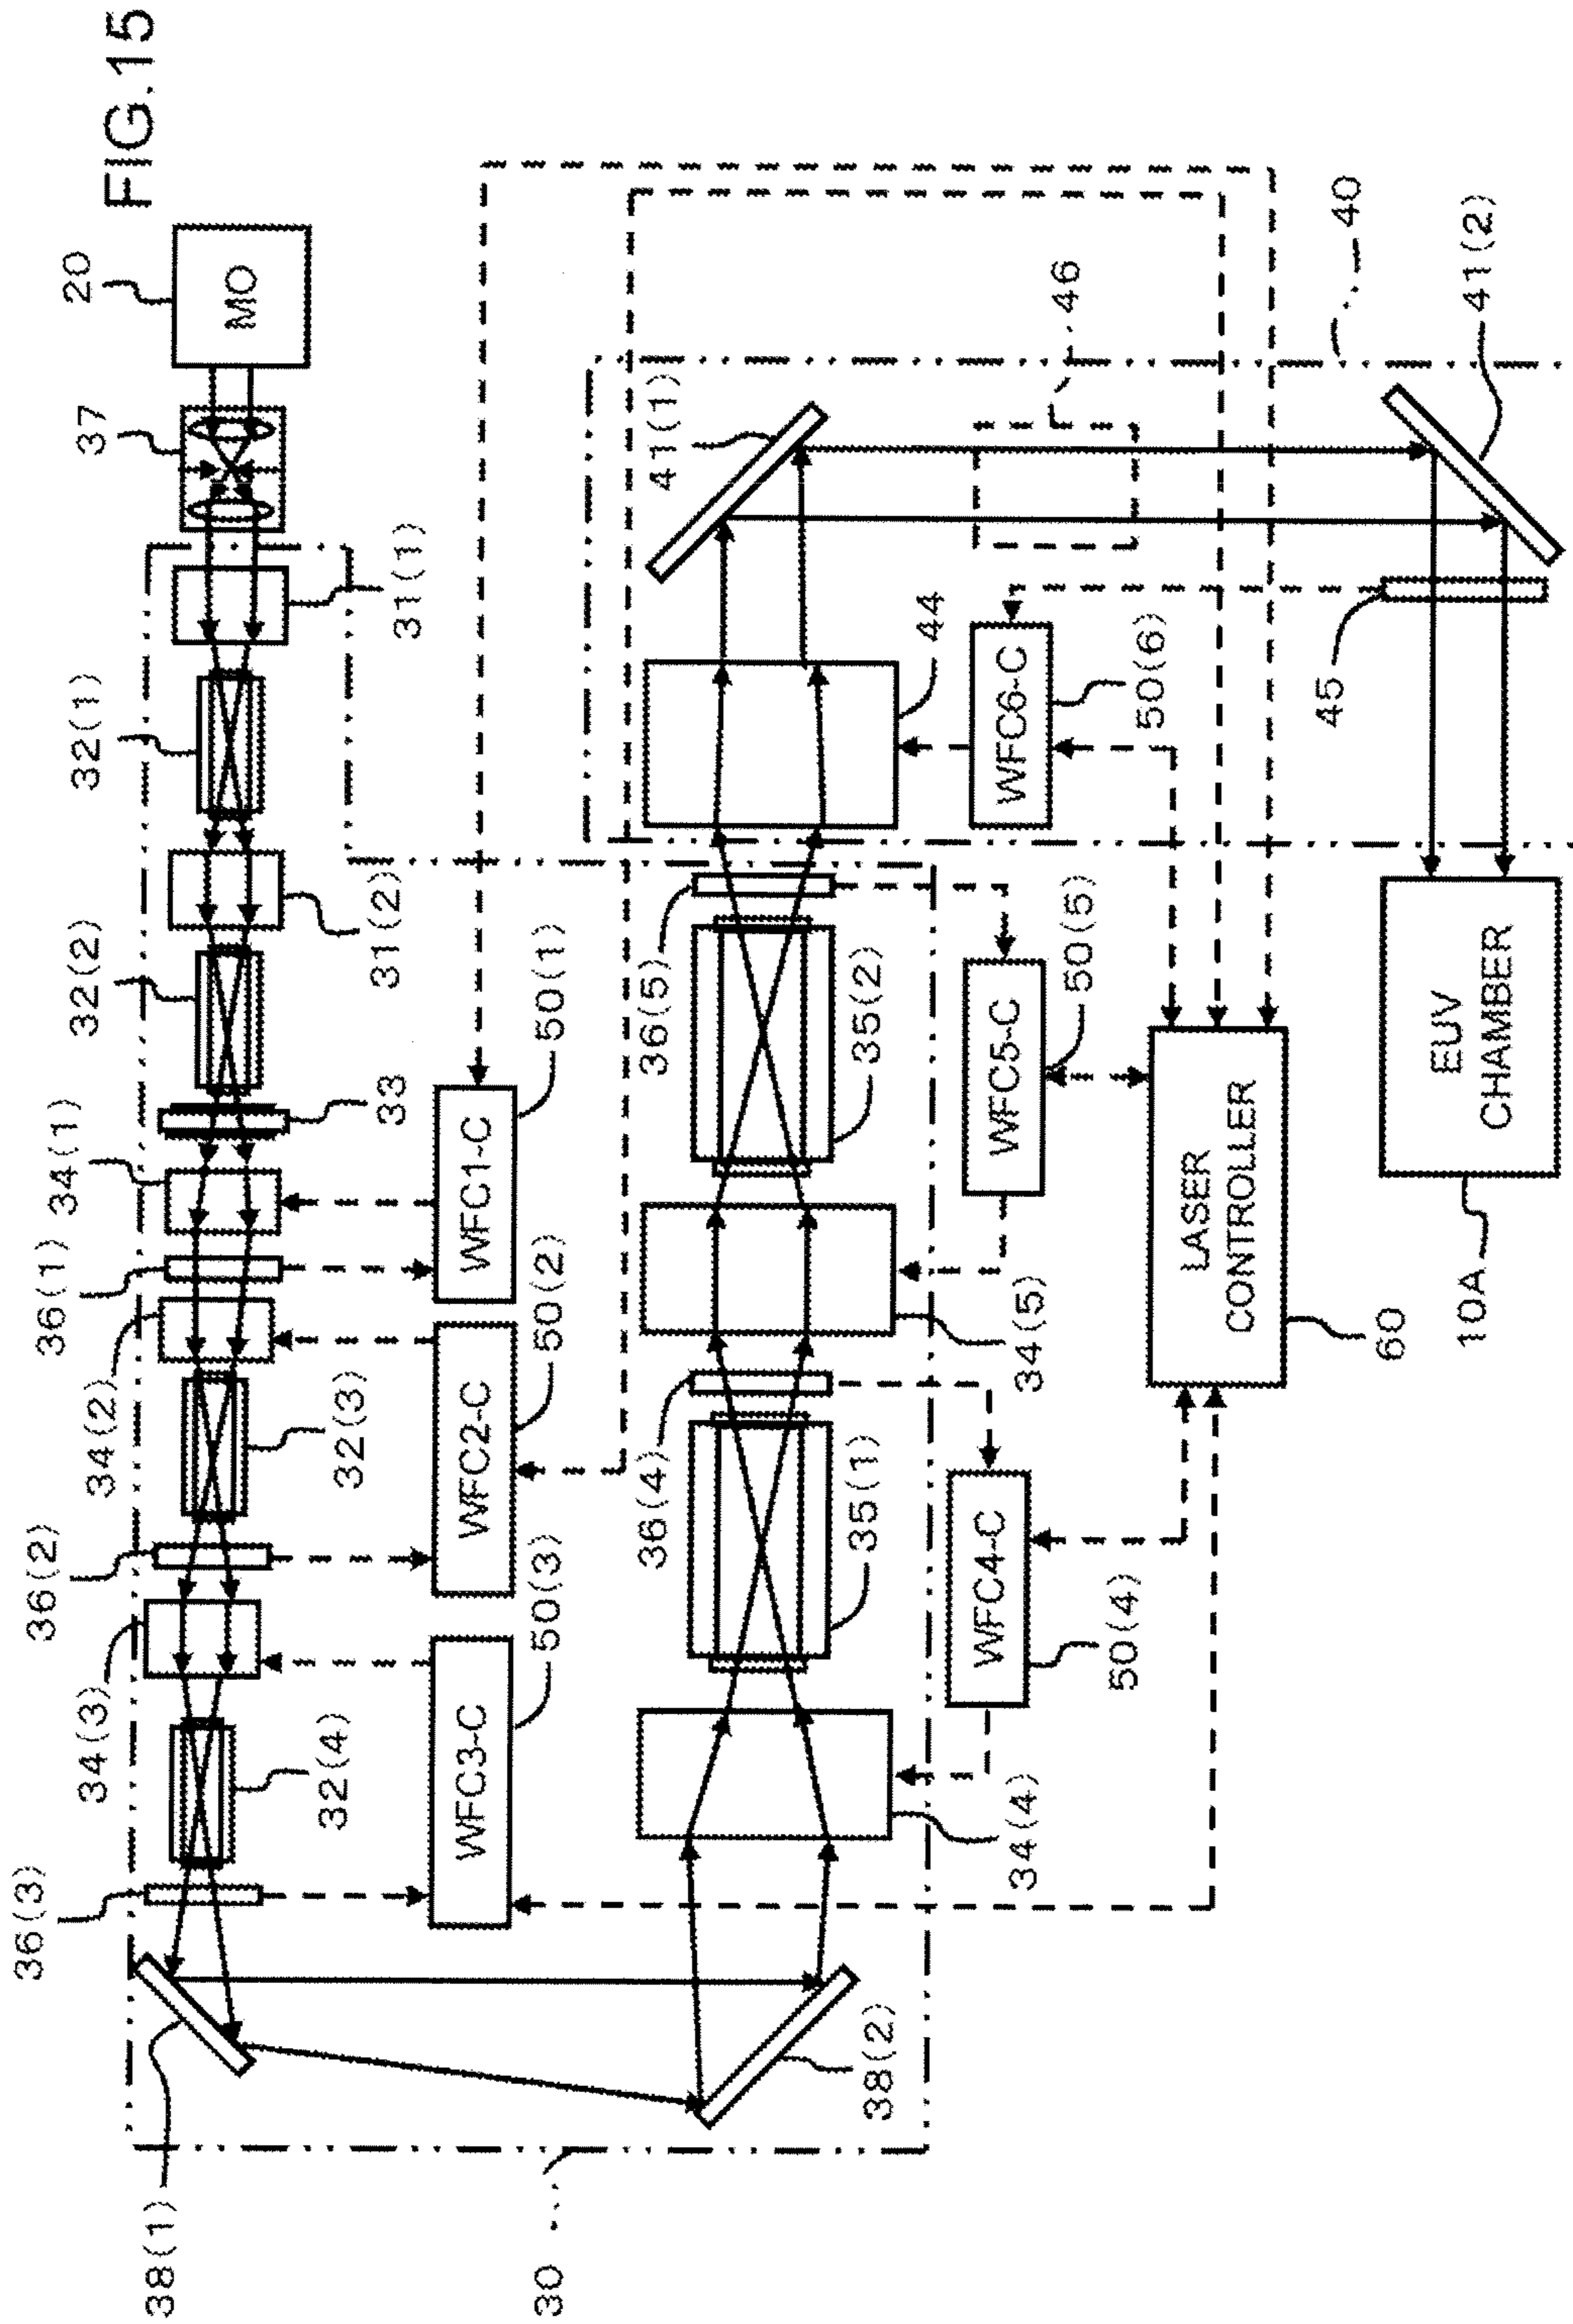 FIG.15
20
MO
37
31(1)
32(1)
31(2)
32(2)
33
34(1)
36(1)
34(2)
32(3)
36(2)
34(3)
32(4)
36(3)
38(1)
30
38(2)
50(1)
WFC1-C
50(2)
WFC2-C
50(3)
WFC3-C
34(4)
35(1)
36(4)
34(5)
35(2)
36(5)
44
41(1)
46
40
41(2)
45
WFC4-C
50(4)
WFC5-C
50(5)
WFC6-C
50(6)
LASER
CONTROLLER
60
EUV
CHAMBER
10A